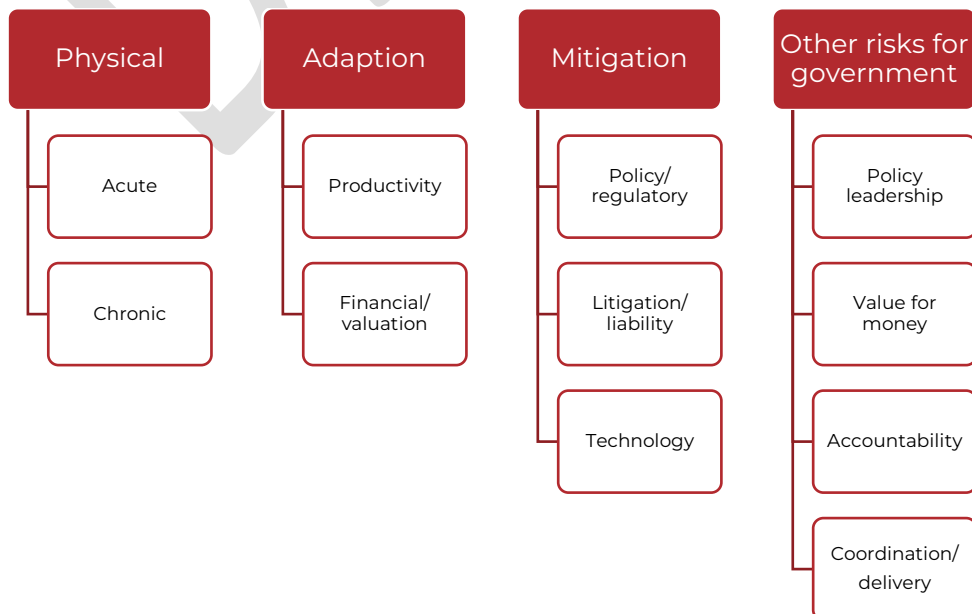 Physical
Acute
Chronic
Adaption
Productivity
Financial/
valuation
Mitigation
Policy/
regulatory
Litigation/
liability
Technology
Other risks for
government
Policy
leadership
Value for
money
Accountability
Coordination/
delivery